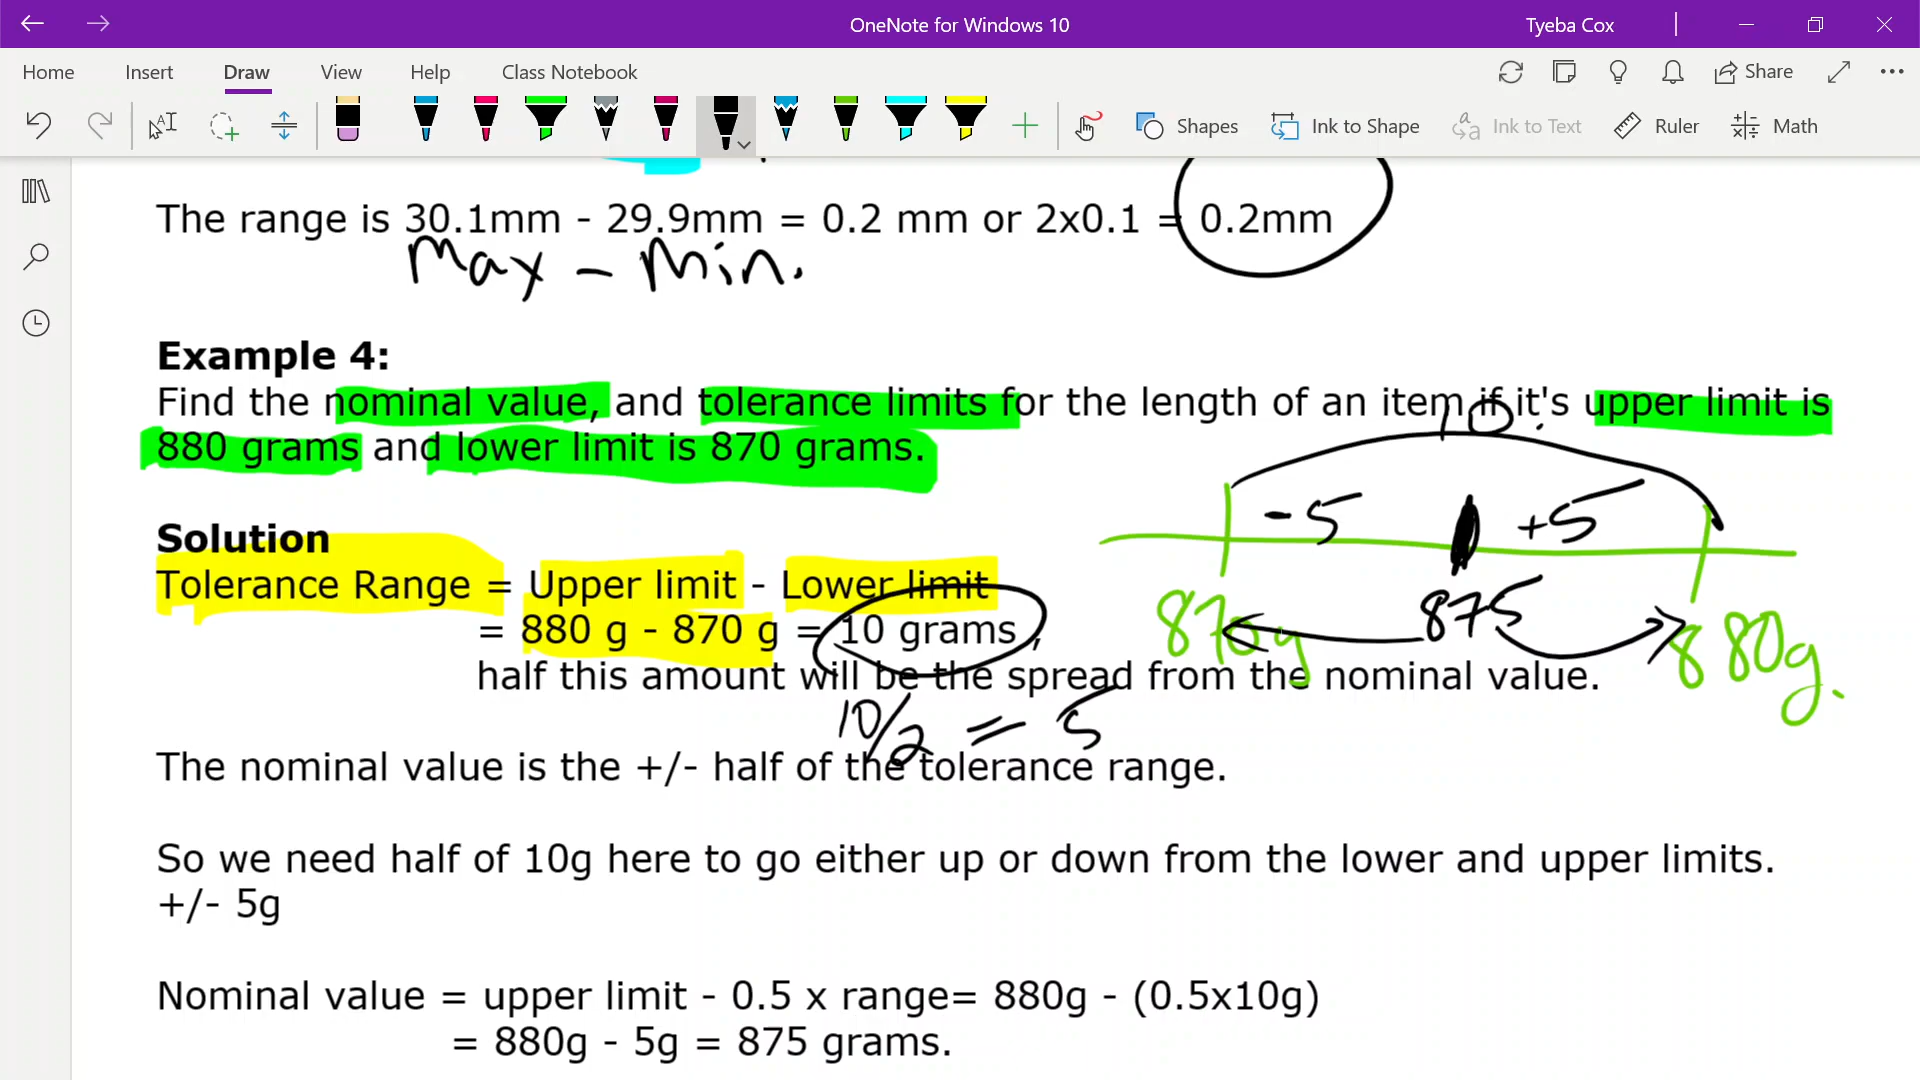 OneNote for Windows 10
Tyeba Cox
Home Insert Draw View Help Class Notebook Share
Shapes Ink to Shape Ink to Text Ruler Math
The range is 30.1mm - 29.9mm = 0.2 mm or 2x0.1 = 0.2mm
Max - Min.
Example 4:
Find the nominal value, and tolerance limits for the length of an item if it's upper limit is
880 grams and lower limit is 870 grams.
10
-5 +5
Solution
Tolerance Range = Upper limit - Lower limit
870g 875 880g.
= 880 g - 870 g = 10 grams,
half this amount will be the spread from the nominal value.
10/2 = 5
The nominal value is the +/- half of the tolerance range.
So we need half of 10g here to go either up or down from the lower and upper limits.
+/- 5g
Nominal value = upper limit - 0.5 x range= 880g - (0.5x10g)
= 880g - 5g = 875 grams.